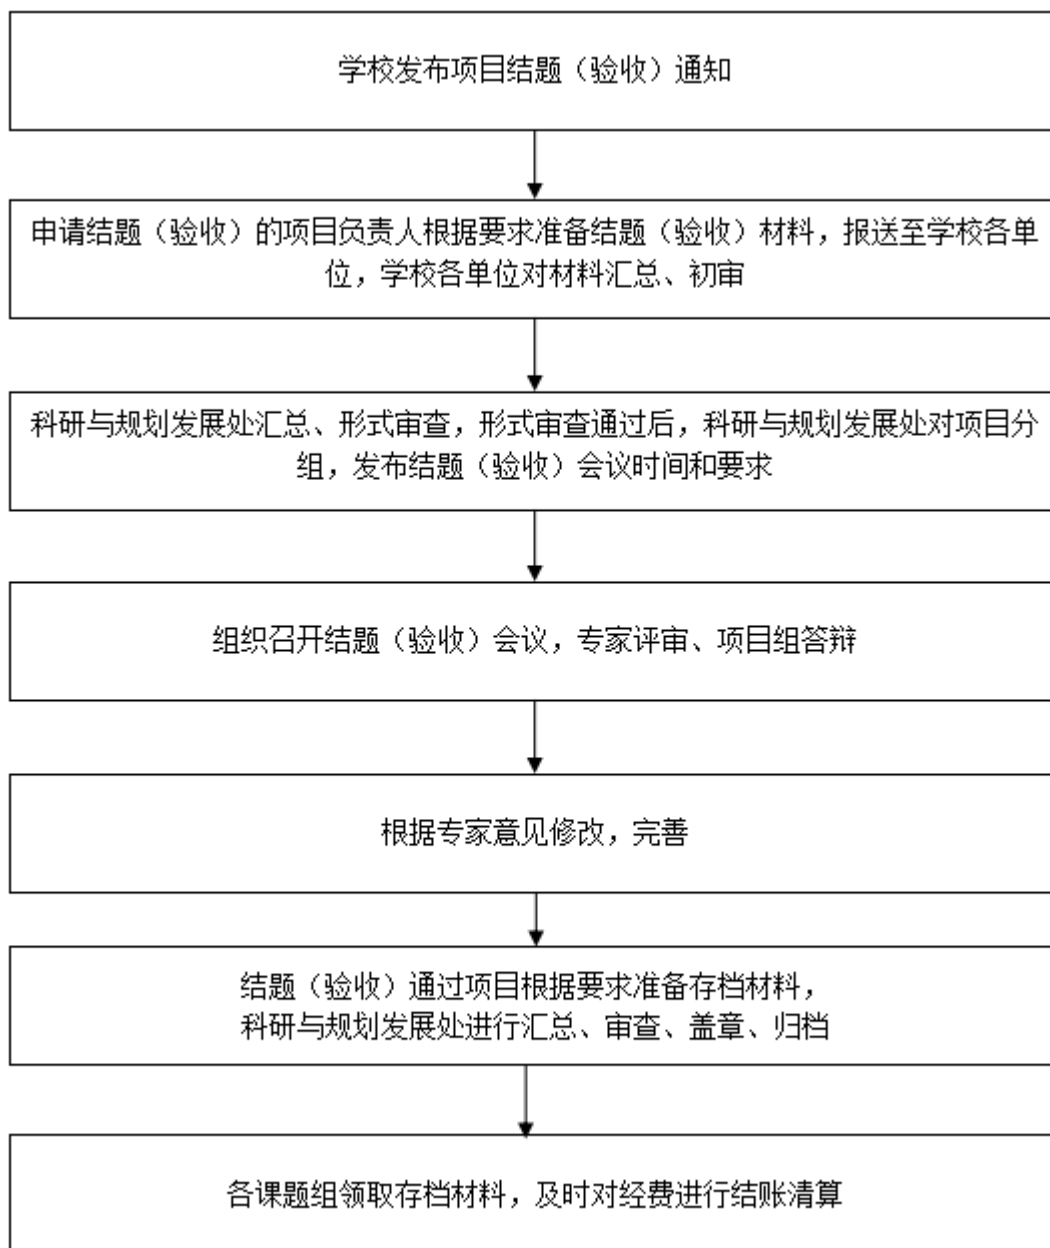 学校发布项目结题（验收）通知
申请结题（验收）的项目负责人根据要求准备结题（验收）材料，报送至学校各单
位，学校各单位对材料汇总、初审
科研与规划发展处汇总、形式审查，形式审查通过后，科研与规划发展处对项目分
组，发布结题（验收）会议时间和要求
组织召开结题（验收）会议，专家评审、项目组答辩
根据专家意见修改，完善
结题（验收）通过项目根据要求准备存档材料，
科研与规划发展处进行汇总、审查、盖章、归档
各课题组领取存档材料，及时对经费进行结账清算